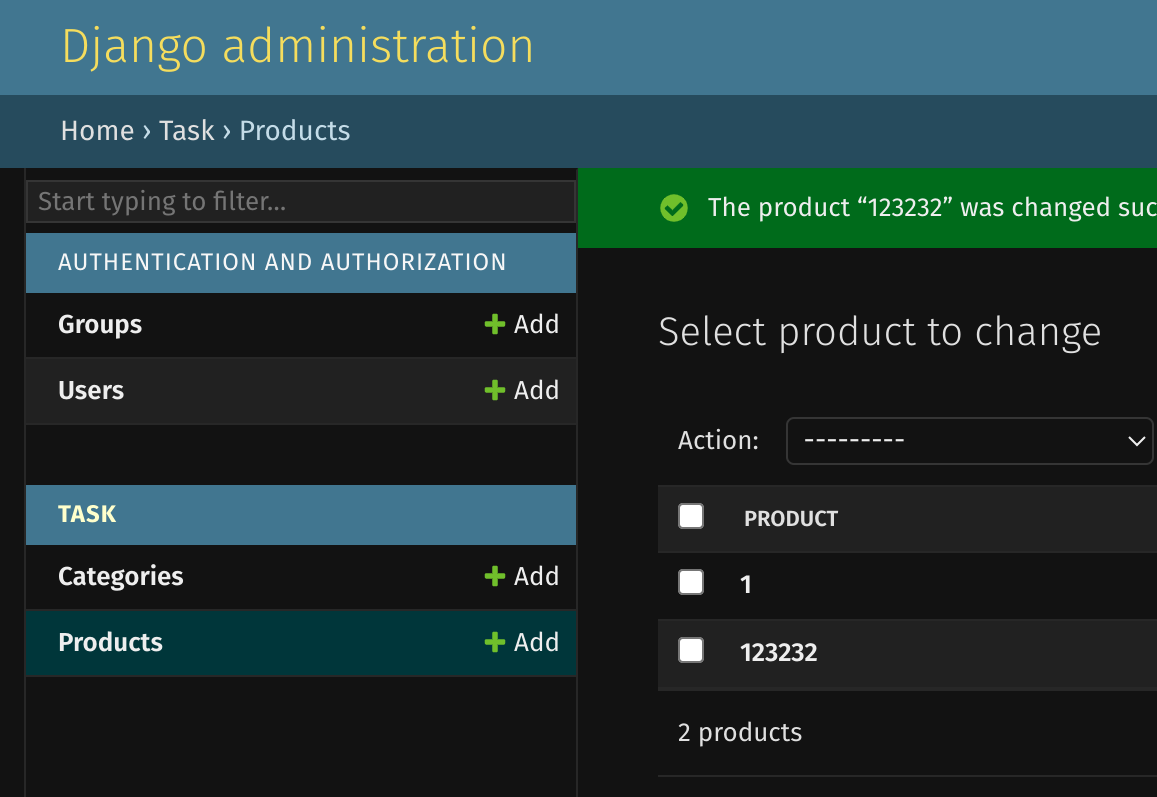 Django administration
Home › Task › Products
Start typing to filter...
AUTHENTICATION AND AUTHORIZATION
Groups Add
Users Add
TASK
Categories Add
Products Add
The product “123232” was changed suc
Select product to change
Action: ---------
PRODUCT
1
123232
2 products